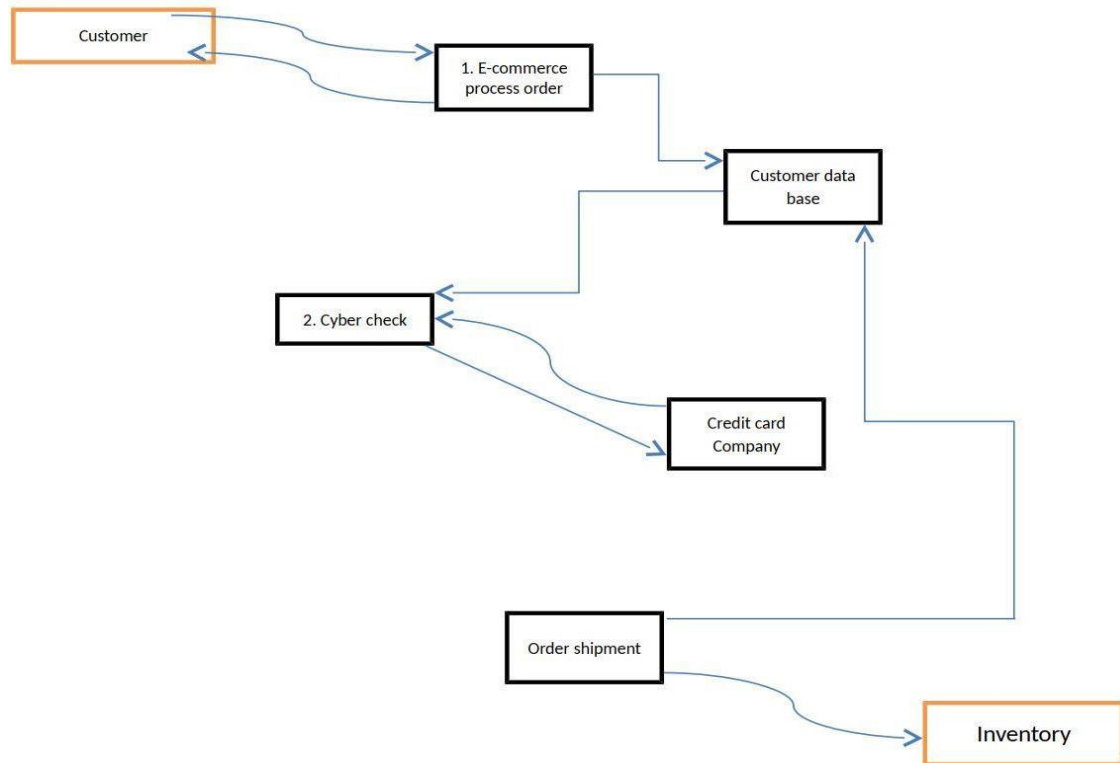 Customer
1. E-commerce
process order
Customer data
base
2. Cyber check
Credit card
Company
Order shipment
Inventory